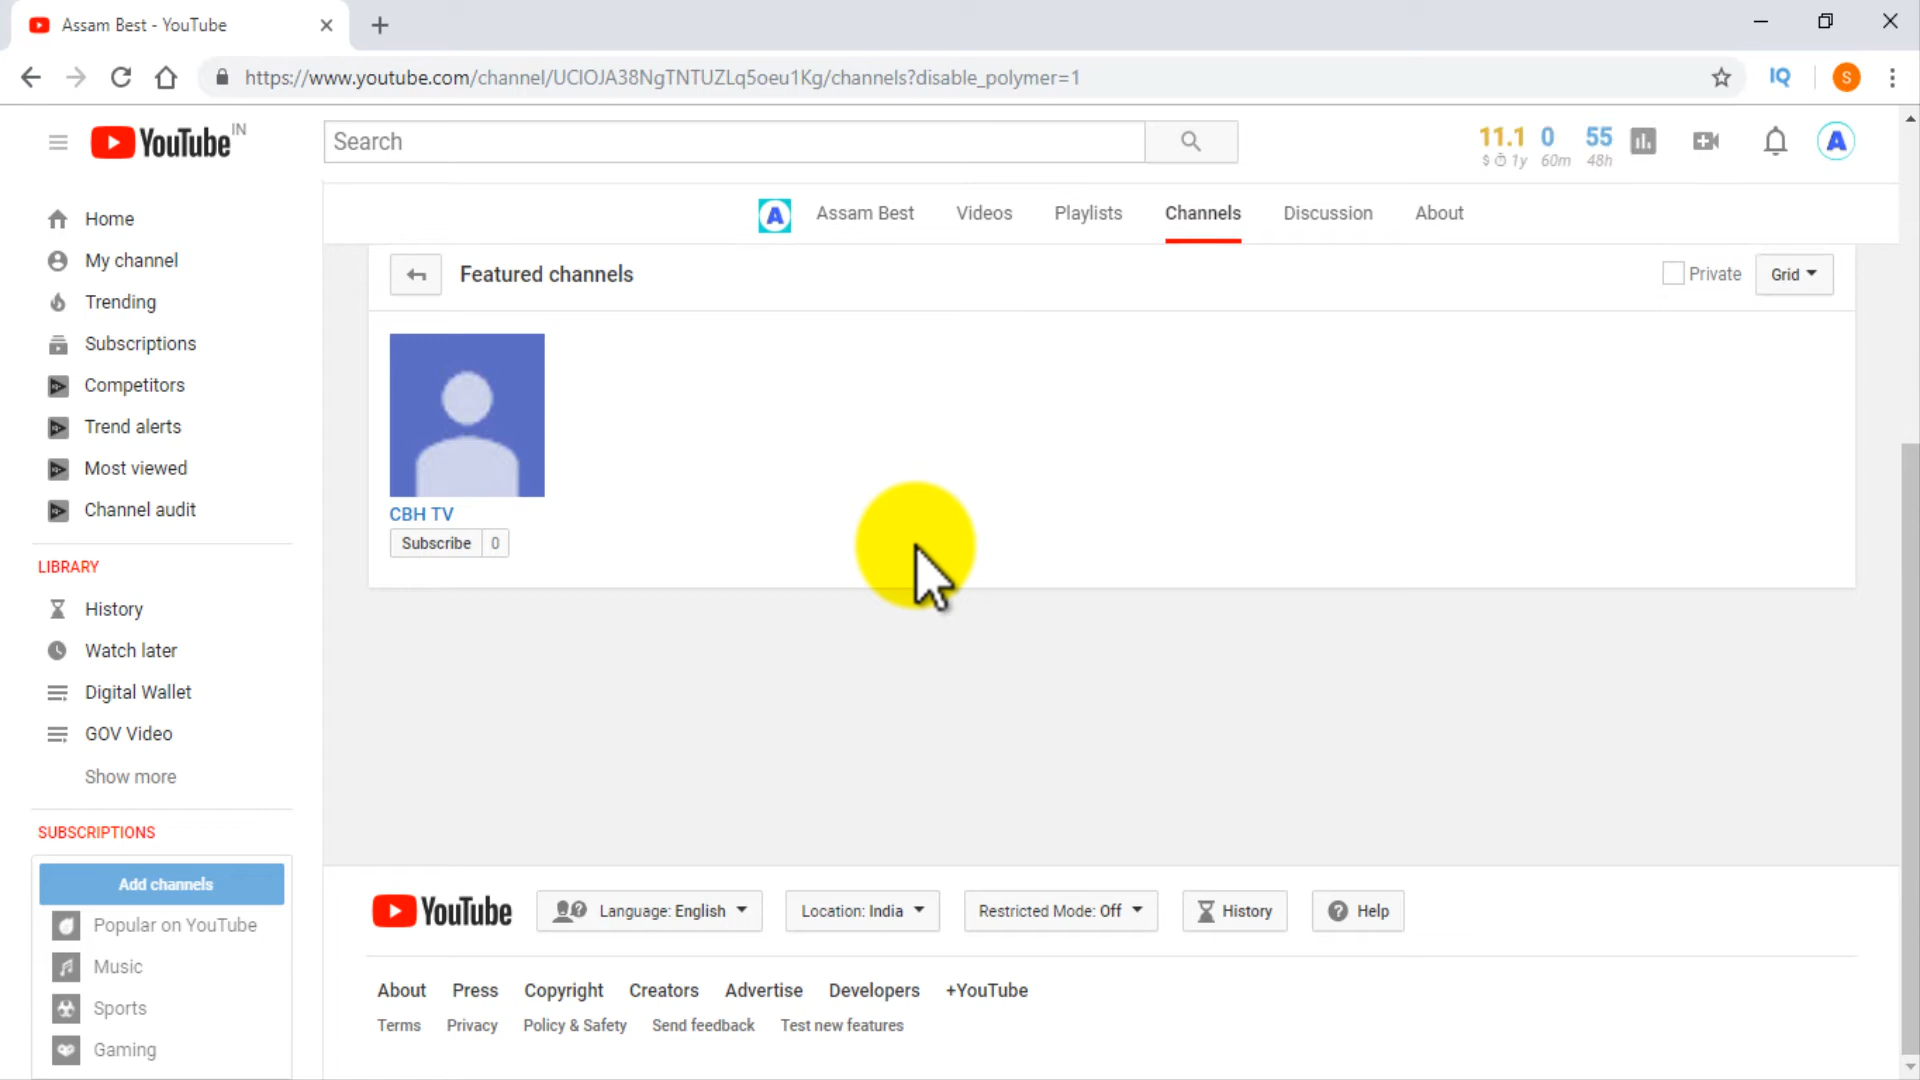 Assam Best - YouTube
https://www.youtube.com/channel/UCIOJA38NgTNTUZLq5oeu1Kg/channels?disable_polymer=1
IQ
S
YouTube IN
Search
11.1 0 55
$ 1y 60m 48h
A
A Assam Best Videos Playlists Channels Discussion About
Featured channels
Private
Grid
CBH TV
Subscribe 0
Home
My channel
Trending
Subscriptions
Competitors
Trend alerts
Most viewed
Channel audit
LIBRARY
History
Watch later
Digital Wallet
GOV Video
Show more
SUBSCRIPTIONS
Add channels
Popular on YouTube
Music
Sports
Gaming
YouTube Language: English Location: India Restricted Mode: Off History Help
About Press Copyright Creators Advertise Developers +YouTube
Terms Privacy Policy & Safety Send feedback Test new features